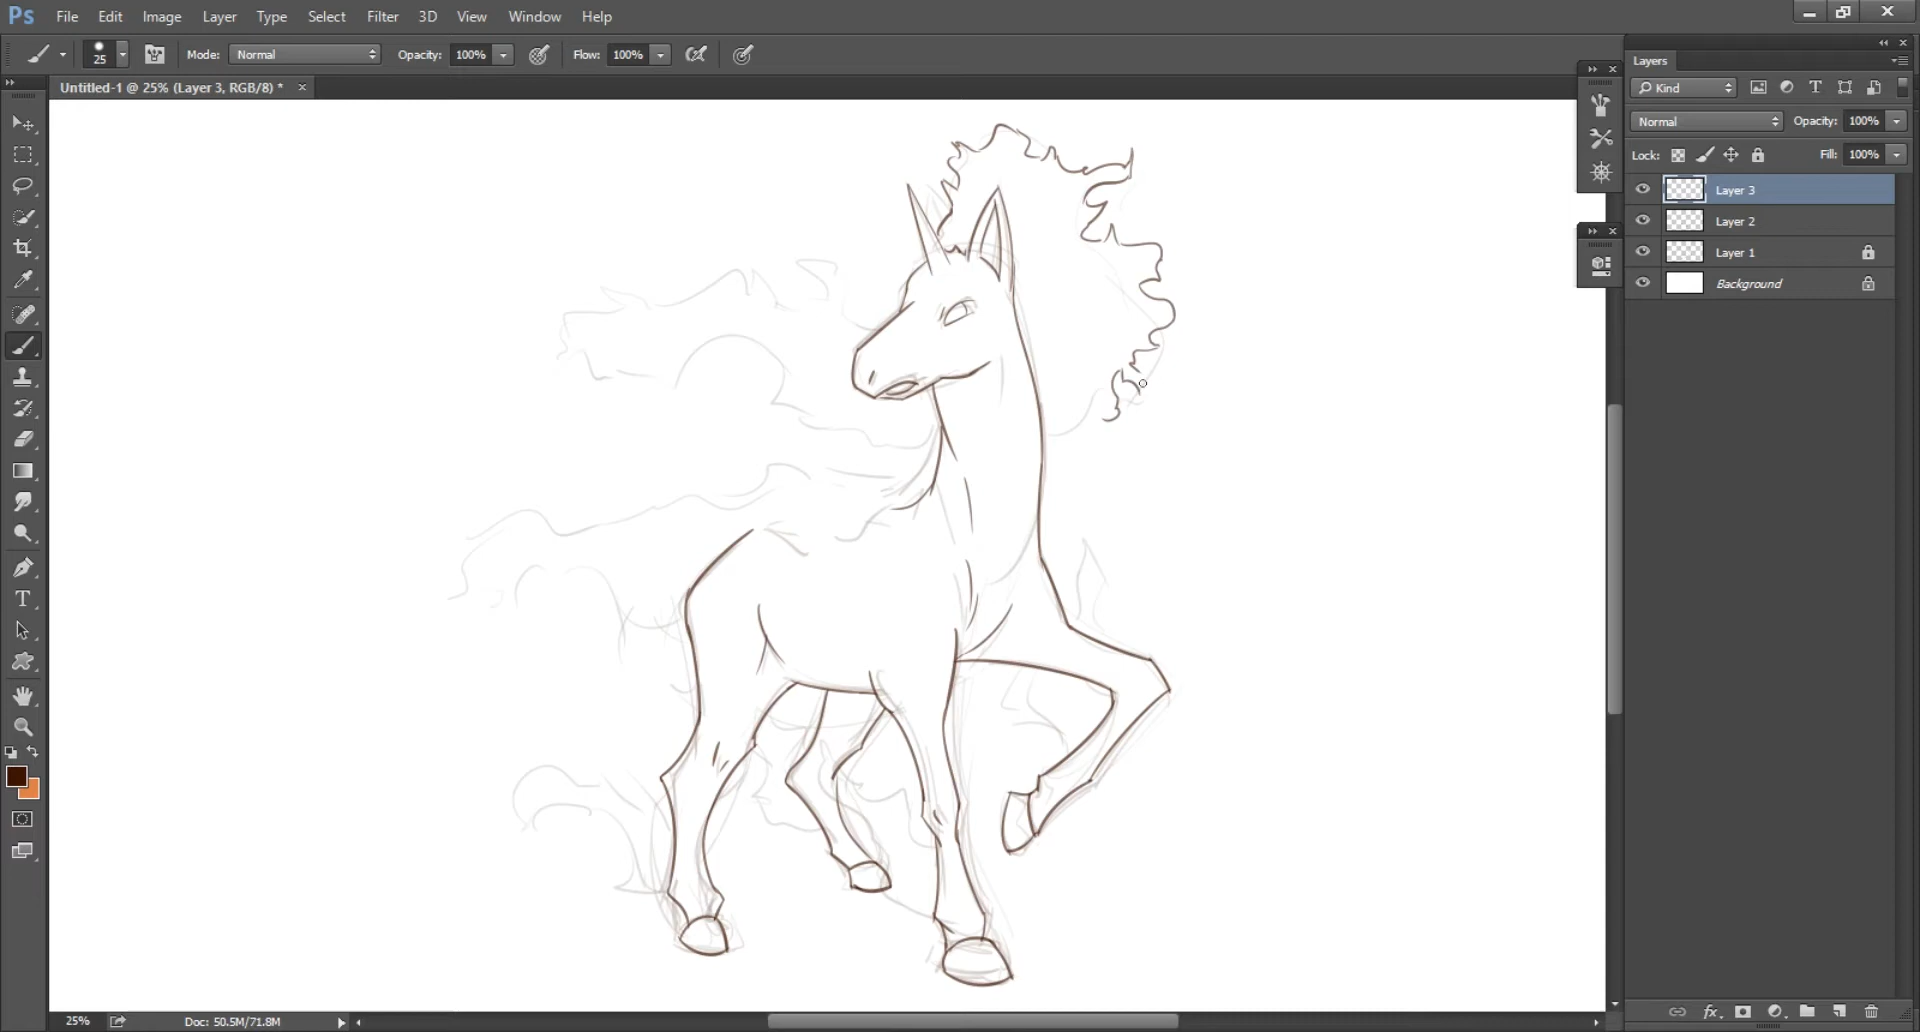 Ps File Edit Image Layer Type Select Filter 3D View Window Help
25 Mode: Normal Opacity: 100% Flow: 100%
Untitled-1 @ 25% (Layer 3, RGB/8) *
Layers
Kind
Normal Opacity: 100%
Lock: Fill: 100%
Layer 3
Layer 2
Layer 1
Background
25% Doc: 50.5M/71.8M